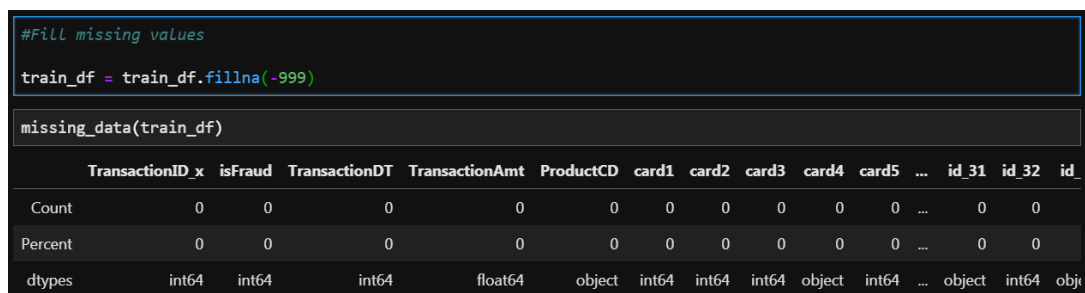 #Fill missing values
train_df = train_df.fillna(-999)
missing_data(train_df)
TransactionID_x isFraud TransactionDT TransactionAmt ProductCD card1 card2 card3 card4 card5 ... id_31 id_32 id_
Count 0 0 0 0 0 0 0 0 0 0 ... 0 0
Percent 0 0 0 0 0 0 0 0 0 0 ... 0 0
dtypes int64 int64 int64 float64 object int64 int64 int64 object int64 ... object int64 obje